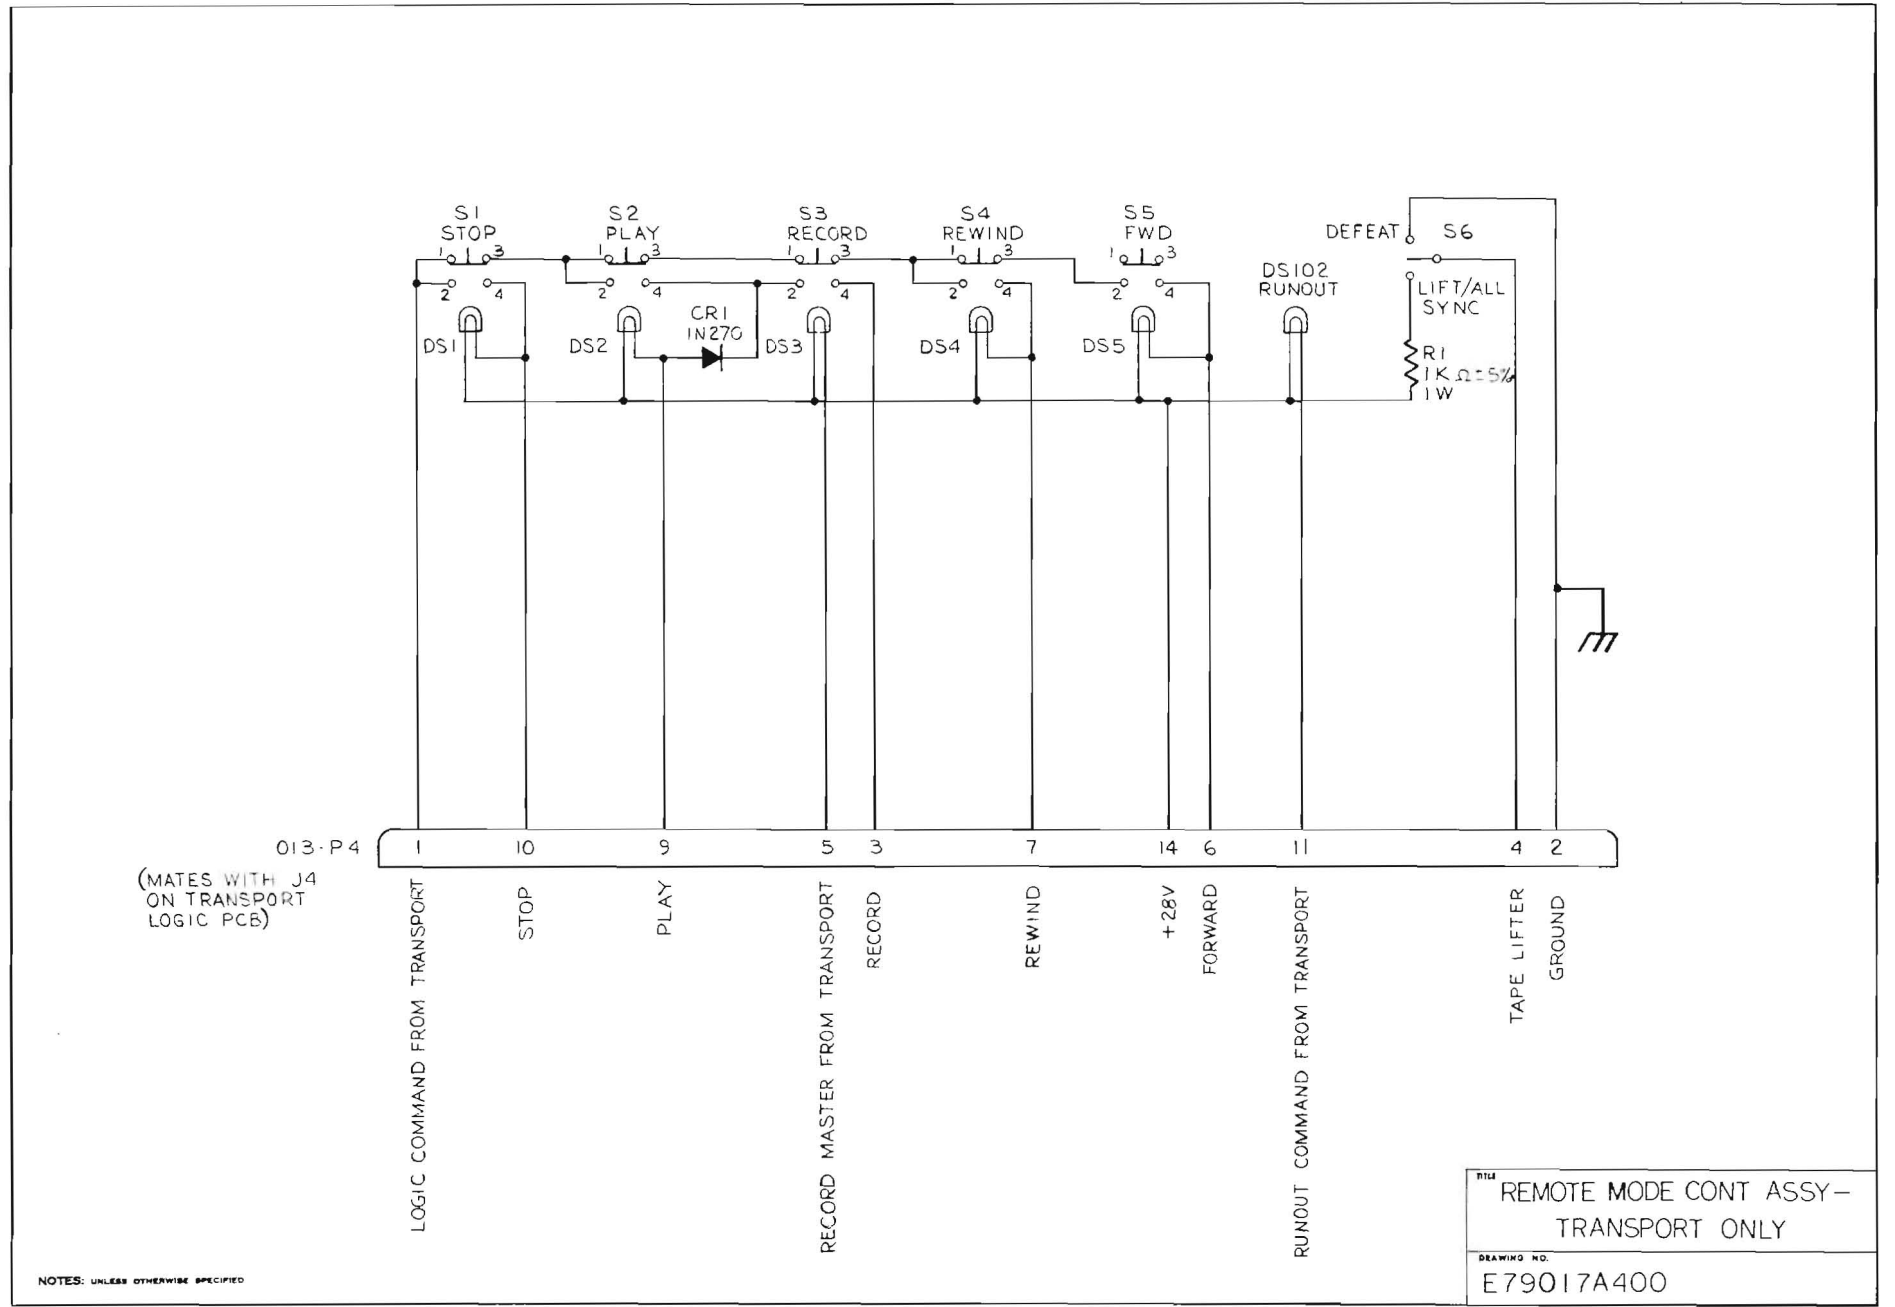 S1
STOP
1 3
2 4
DS1
S2
PLAY
1 3
2 4
DS2
CR1
1N270
S3
RECORD
1 3
2 4
DS3
S4
REWIND
1 3
2 4
DS4
S5
FWD
1 3
2 4
DS5
DS102
RUNOUT
DEFEAT
S6
LIFT/ALL
SYNC
R1
1K Ω ± 5%
1W
013-P4
1 10 9 5 3 7 14 6 11 4 2
(MATES WITH J4
ON TRANSPORT
LOGIC PCB)
LOGIC COMMAND FROM TRANSPORT
STOP
PLAY
RECORD MASTER FROM TRANSPORT
RECORD
REWIND
+28V
FORWARD
RUNOUT COMMAND FROM TRANSPORT
TAPE LIFTER
GROUND
NOTES: UNLESS OTHERWISE SPECIFIED
TITLE
REMOTE MODE CONT ASSY-
TRANSPORT ONLY
DRAWING NO.
E79017A400